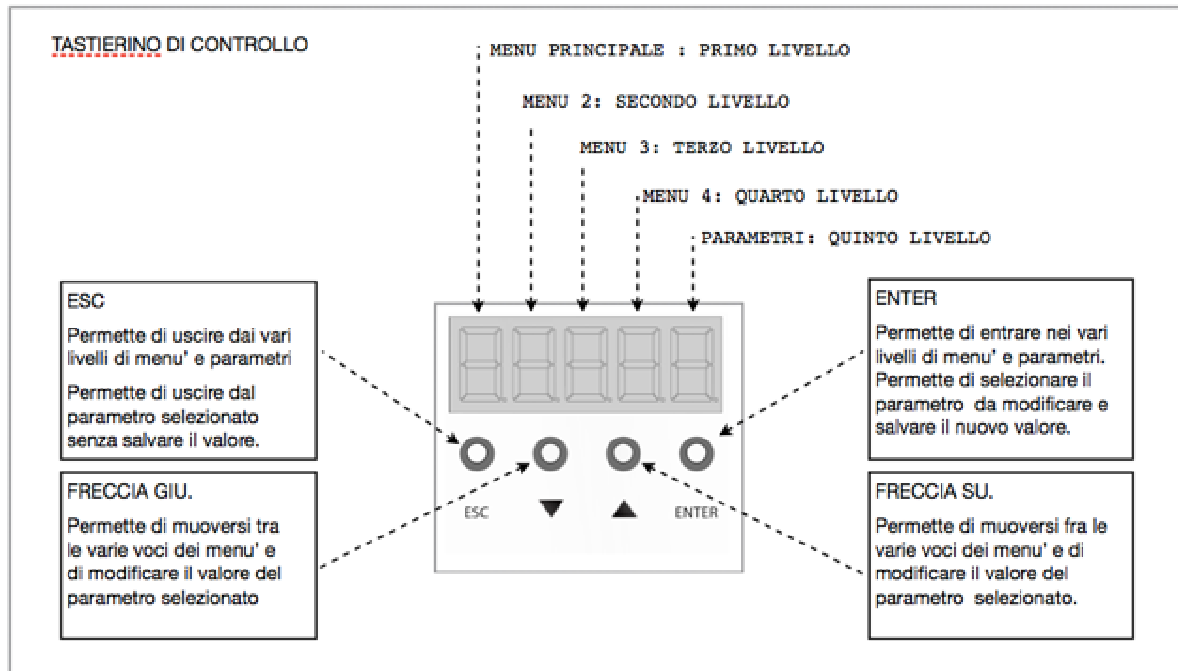 TASTIERINO DI CONTROLLO
MENU PRINCIPALE : PRIMO LIVELLO
MENU 2: SECONDO LIVELLO
MENU 3: TERZO LIVELLO
MENU 4: QUARTO LIVELLO
PARAMETRI: QUINTO LIVELLO
ESC
Permette di uscire dai vari
livelli di menu' e parametri
Permette di uscire dal
parametro selezionato
senza salvare il valore.
ENTER
Permette di entrare nei vari
livelli di menu' e parametri.
Permette di selezionare il
parametro da modificare e
salvare il nuovo valore.
FRECCIA GIU.
Permette di muoversi tra
le varie voci dei menu' e
di modificare il valore del
parametro selezionato
ESC
ENTER
FRECCIA SU.
Permette di muoversi fra le
varie voci dei menu' e di
modificare il valore del
parametro selezionato.